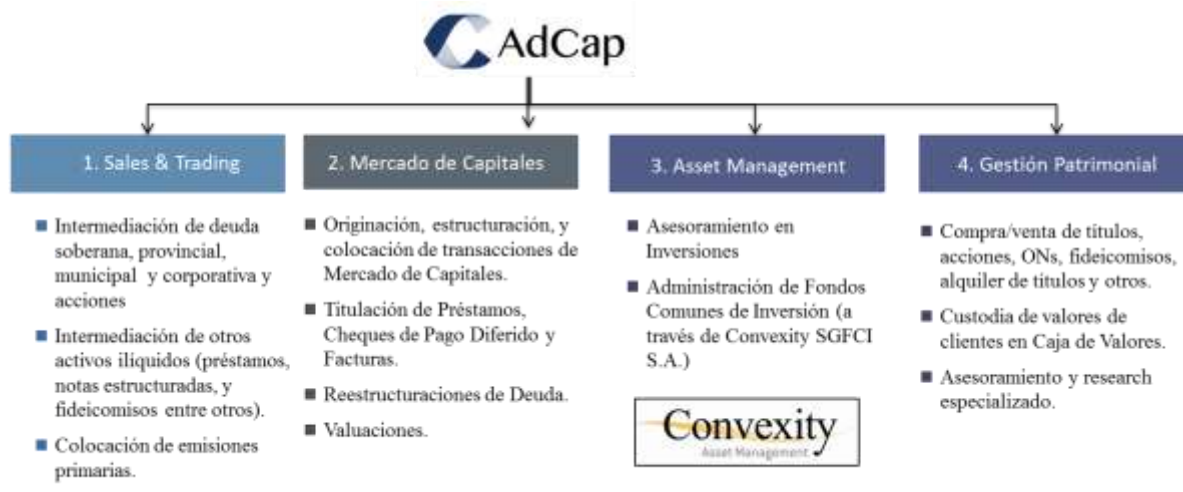 AdCap
1. Sales & Trading
Intermediación de deuda
soberana, provincial,
municipal y corporativa y
acciones
Intermediación de otros
activos ilíquidos (préstamos,
notas estructuradas, y
fideicomisos entre otros).
Colocación de emisiones
primarias.
2. Mercado de Capitales
Originación, estructuración, y
colocación de transacciones de
Mercado de Capitales.
Titulación de Préstamos,
Cheques de Pago Diferido y
Facturas.
Reestructuraciones de Deuda.
Valuaciones.
3. Asset Management
Asesoramiento en
Inversiones
Administración de Fondos
Comunes de Inversión (a
través de Convexity SGFCI
S.A.)
Convexity
Asset Management
4. Gestión Patrimonial
Compra/venta de títulos,
acciones, ONs, fideicomisos,
alquiler de títulos y otros.
Custodia de valores de
clientes en Caja de Valores.
Asesoramiento y research
especializado.